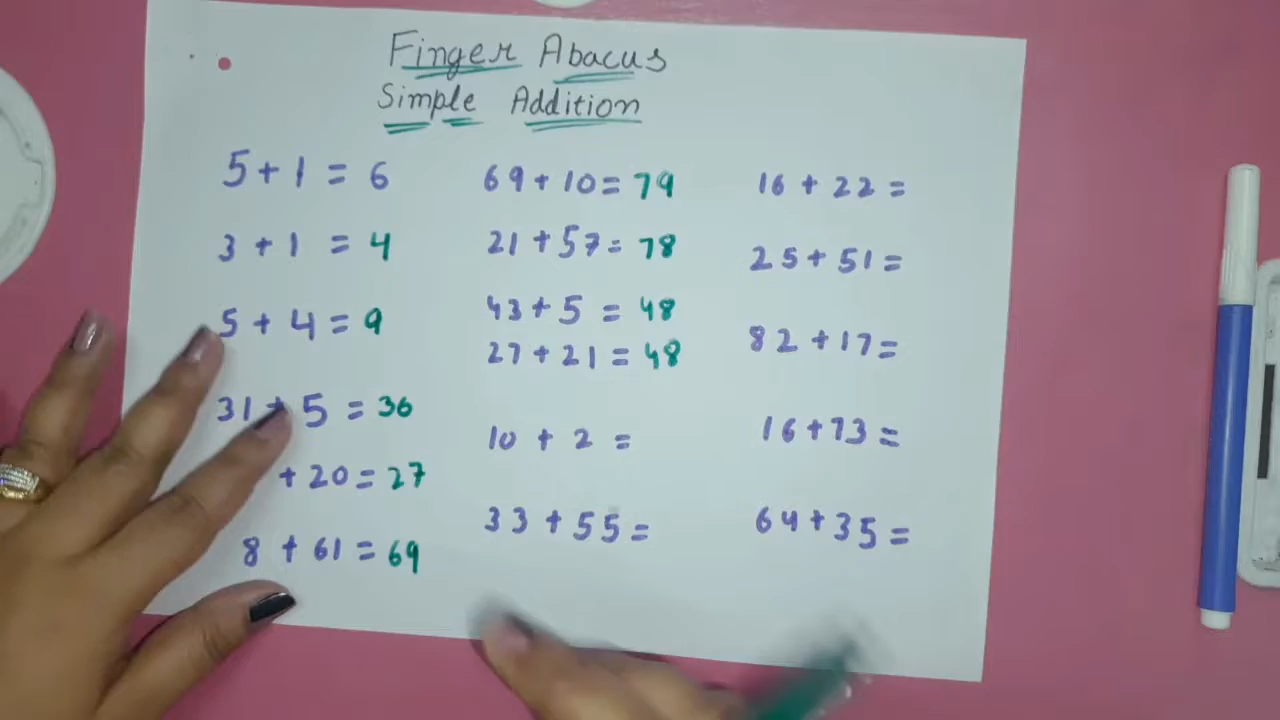 Finger Abacus
Simple Addition
5 + 1 = 6
3 + 1 = 4
5 + 4 = 9
31 + 5 = 36
+ 20 = 27
8 + 61 = 69
69 + 10 = 79
21 + 57 = 78
43 + 5 = 48
27 + 21 = 48
10 + 2 =
33 + 55 =
16 + 22 =
25 + 51 =
82 + 17 =
16 + 73 =
64 + 35 =